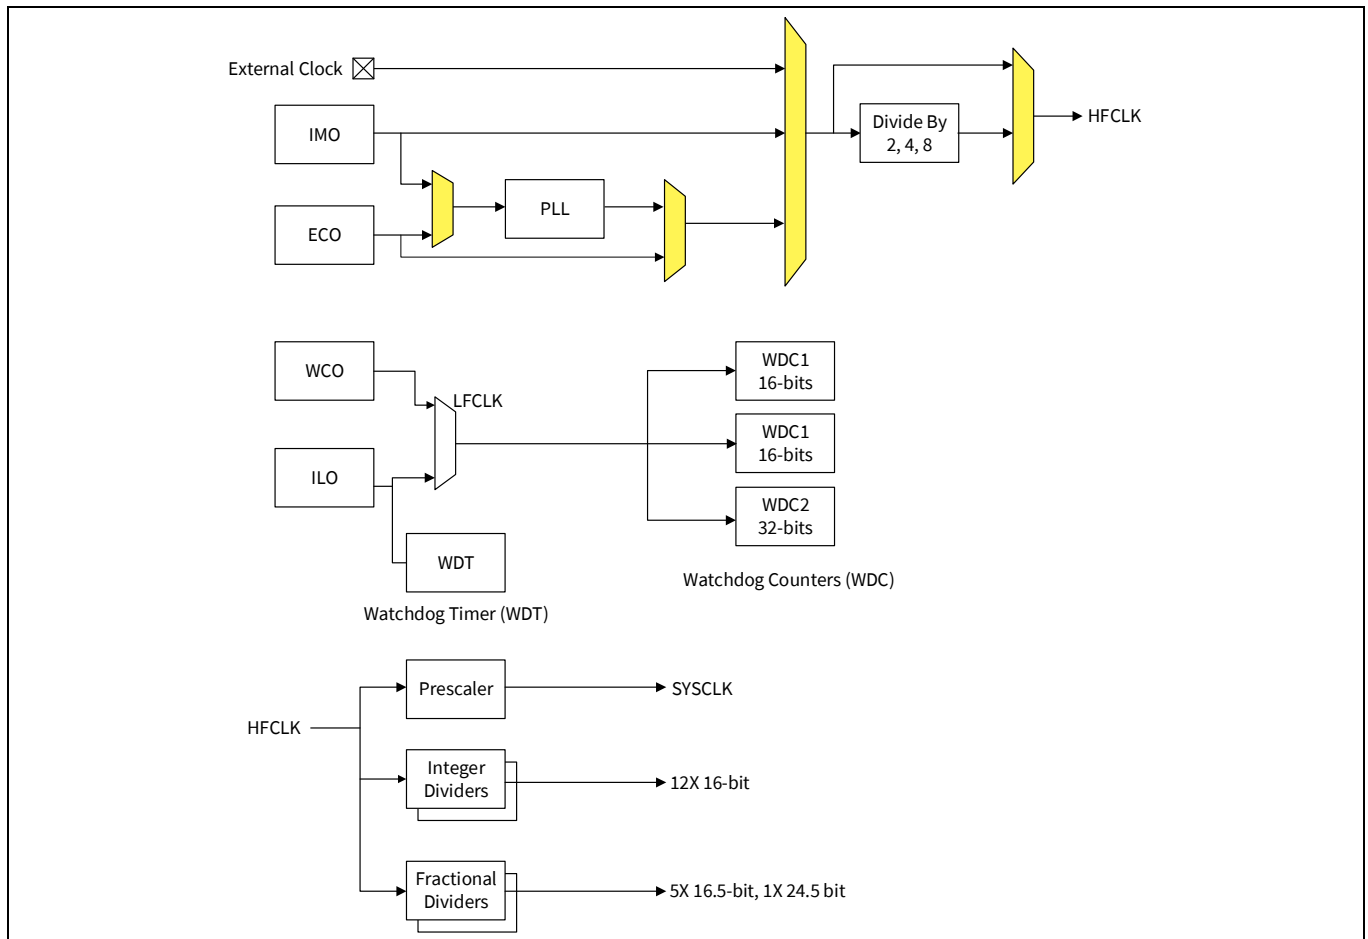 External Clock
IMO
ECO
PLL
Divide By
2, 4, 8
HFCLK
WCO
ILO
LFCLK
WDT
Watchdog Timer (WDT)
WDC1
16-bits
WDC1
16-bits
WDC2
32-bits
Watchdog Counters (WDC)
HFCLK
Prescaler
SYSCLK
Integer
Dividers
12X 16-bit
Fractional
Dividers
5X 16.5-bit, 1X 24.5 bit